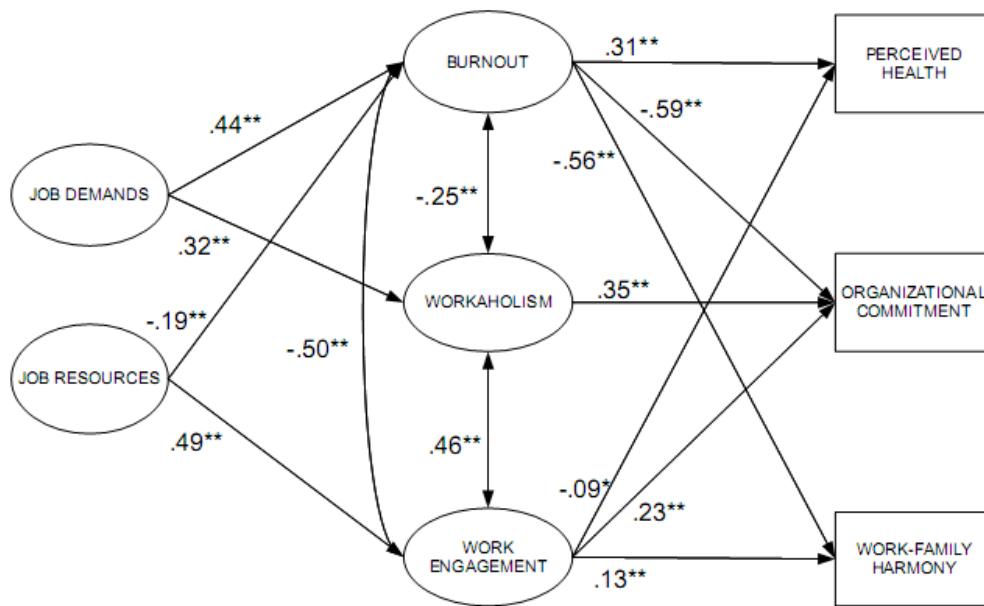 BURNOUT
.31**
PERCEIVED
HEALTH
.44**
-.59**
-.56**
JOB DEMANDS
-.25**
.32**
WORKAHOLISM
.35**
ORGANIZATIONAL
COMMITMENT
-.19**
-.50**
JOB RESOURCES
.49**
.46**
-.09*
.23**
WORK
ENGAGEMENT
.13**
WORK-FAMILY
HARMONY